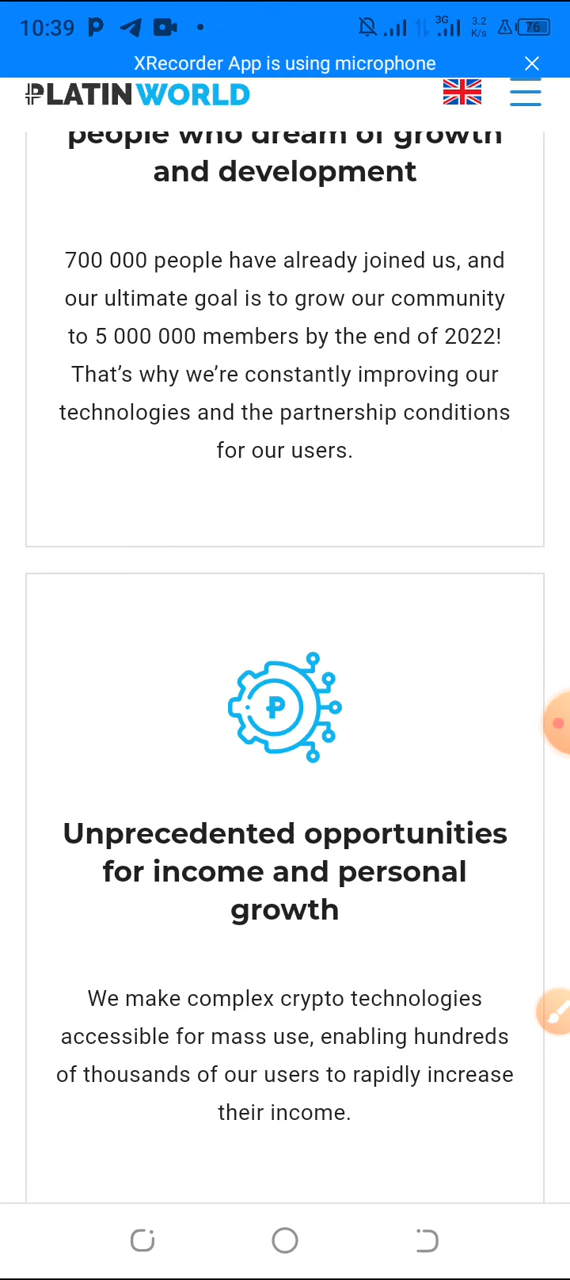 10:39 3G 3.2 K/s 76
XRecorder App is using microphone
PLATINWORLD
people who dream of growth
and development
700 000 people have already joined us, and
our ultimate goal is to grow our community
to 5 000 000 members by the end of 2022!
That’s why we’re constantly improving our
technologies and the partnership conditions
for our users.
Unprecedented opportunities
for income and personal
growth
We make complex crypto technologies
accessible for mass use, enabling hundreds
of thousands of our users to rapidly increase
their income.